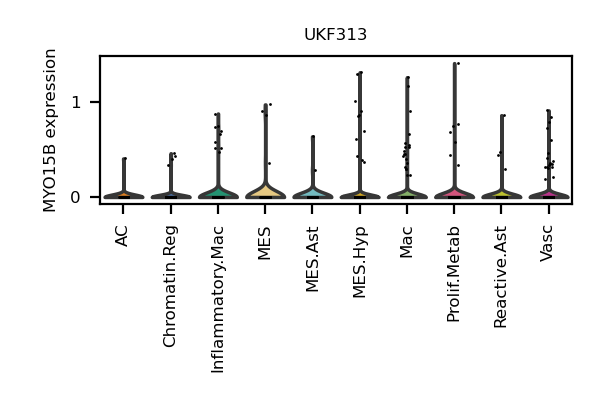 UKF313
MYO15B expression
1
0
AC
Chromatin.Reg
Inflammatory.Mac
MES
MES.Ast
MES.Hyp
Mac
Prolif.Metab
Reactive.Ast
Vasc